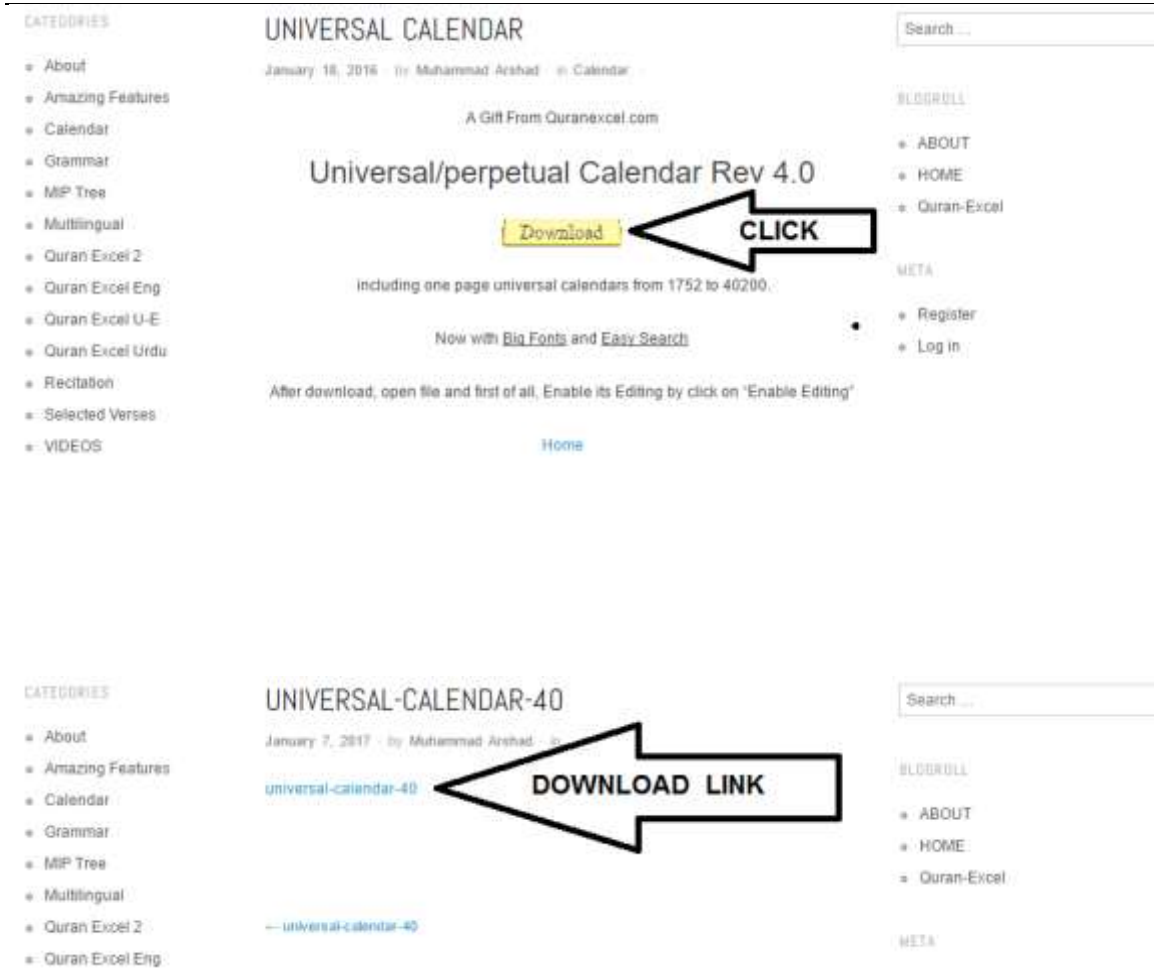 CATEGORIES
About
Amazing Features
Calendar
Grammar
MIP Tree
Multilingual
Quran Excel 2
Quran Excel Eng
Quran Excel U-E
Quran Excel Urdu
Recitation
Selected Verses
VIDEOS
UNIVERSAL CALENDAR
January 18, 2016 · by Muhammad Arshad · in Calendar ·
A Gift From Quranexcel.com
Universal/perpetual Calendar Rev 4.0
Download
CLICK
including one page universal calendars from 1752 to 40200.
Now with Big Fonts and Easy Search
After download, open file and first of all, Enable its Editing by click on "Enable Editing"
Home
Search ...
BLOGROLL
ABOUT
HOME
Quran-Excel
META
Register
Log in
CATEGORIES
About
Amazing Features
Calendar
Grammar
MIP Tree
Multilingual
Quran Excel 2
Quran Excel Eng
UNIVERSAL-CALENDAR-40
January 7, 2017 · by Muhammad Arshad · in
universal-calendar-40
DOWNLOAD LINK
← universal-calendar-40
Search ...
BLOGROLL
ABOUT
HOME
Quran-Excel
META